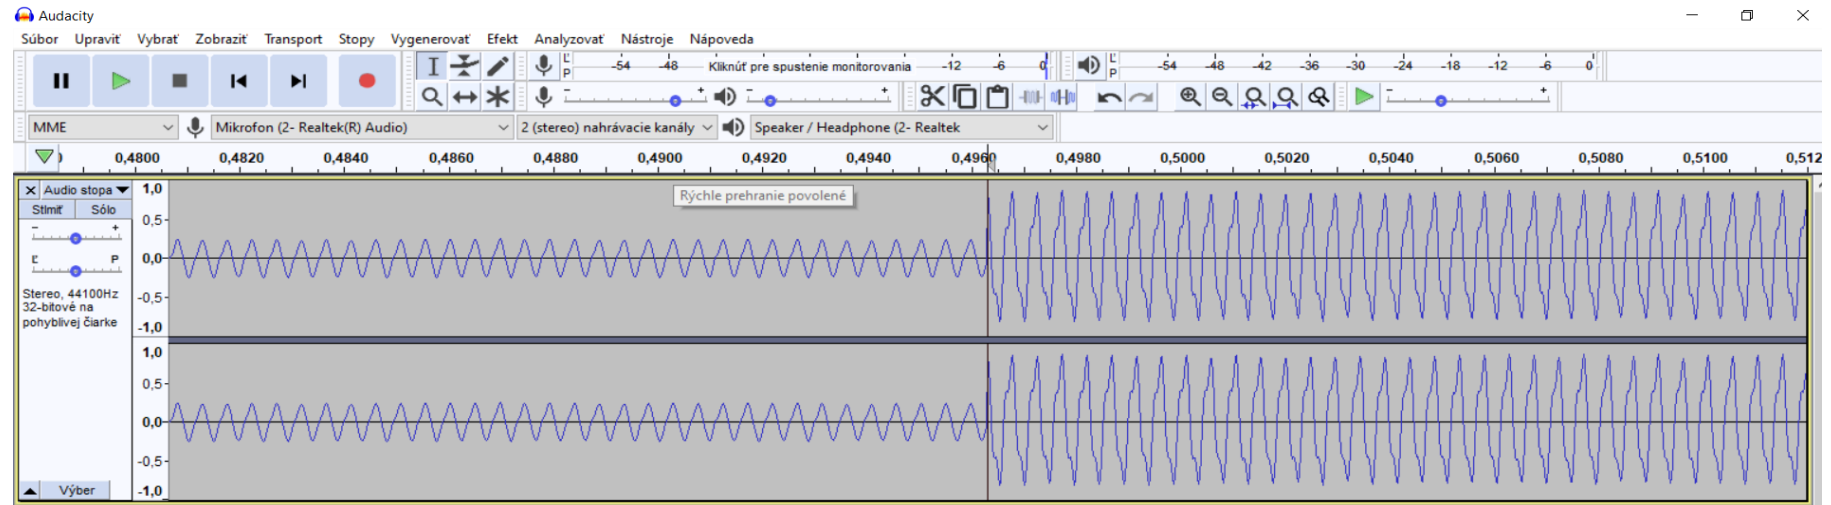 Audacity
Súbor Upraviť Vybrať Zobraziť Transport Stopy Vygenerovať Efekt Analyzovať Nástroje Nápoveda
Ľ P -54 -48 Kliknúť pre spustenie monitorovania -12 -6 0 Ľ P -54 -48 -42 -36 -30 -24 -18 -12 -6 0
- + - + - +
MME Mikrofon (2- Realtek(R) Audio) 2 (stereo) nahrávacie kanály Speaker / Headphone (2- Realtek
0,4800 0,4820 0,4840 0,4860 0,4880 0,4900 0,4920 0,4940 0,4960 0,4980 0,5000 0,5020 0,5040 0,5060 0,5080 0,5100 0,512
X Audio stopa 1,0
Rýchle prehranie povolené
Stlmiť Sólo 0,5
- +
Ľ P 0,0
Stereo, 44100Hz
32-bitové na -0,5
pohyblivej čiarke -1,0
1,0
0,5
0,0
-0,5
Výber -1,0